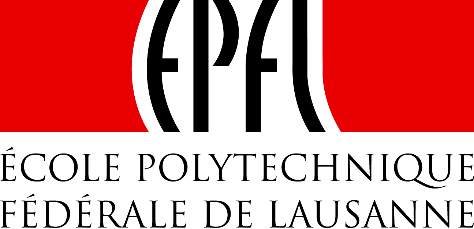 EPFL
ÉCOLE POLYTECHNIQUE
FÉDÉRALE DE LAUSANNE